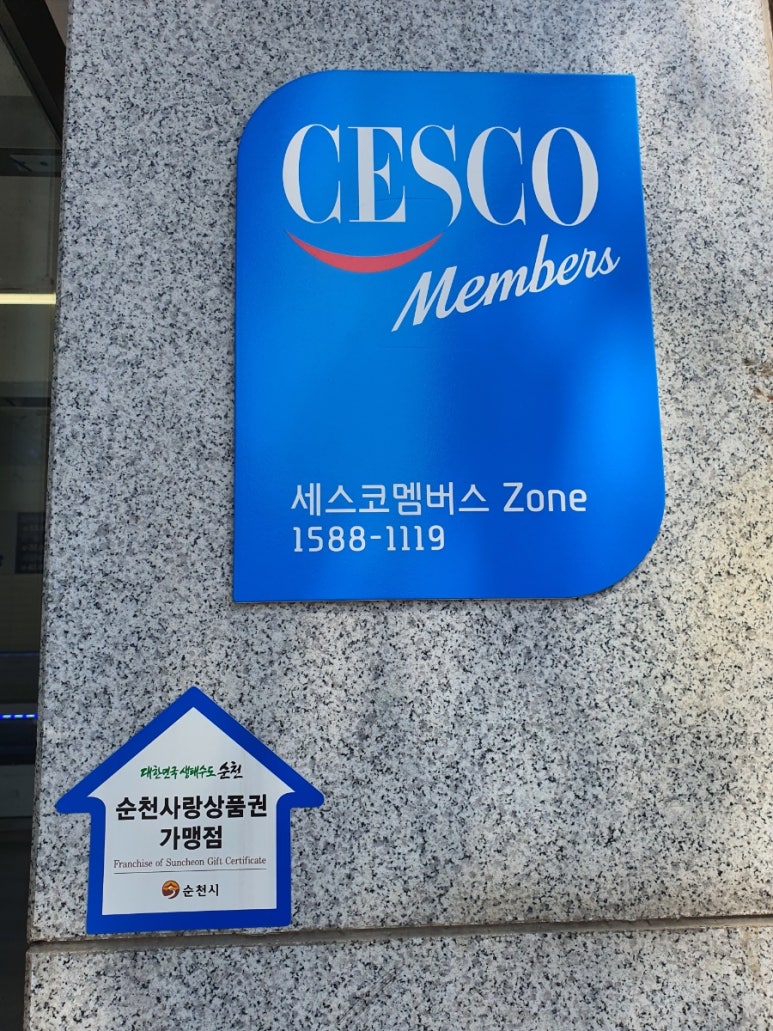 CESCO
Members
세스코멤버스 Zone
1588-1119
대한민국 생태수도 순천
순천사랑상품권
가맹점
Franchise of Suncheon Gift Certificate
순천시